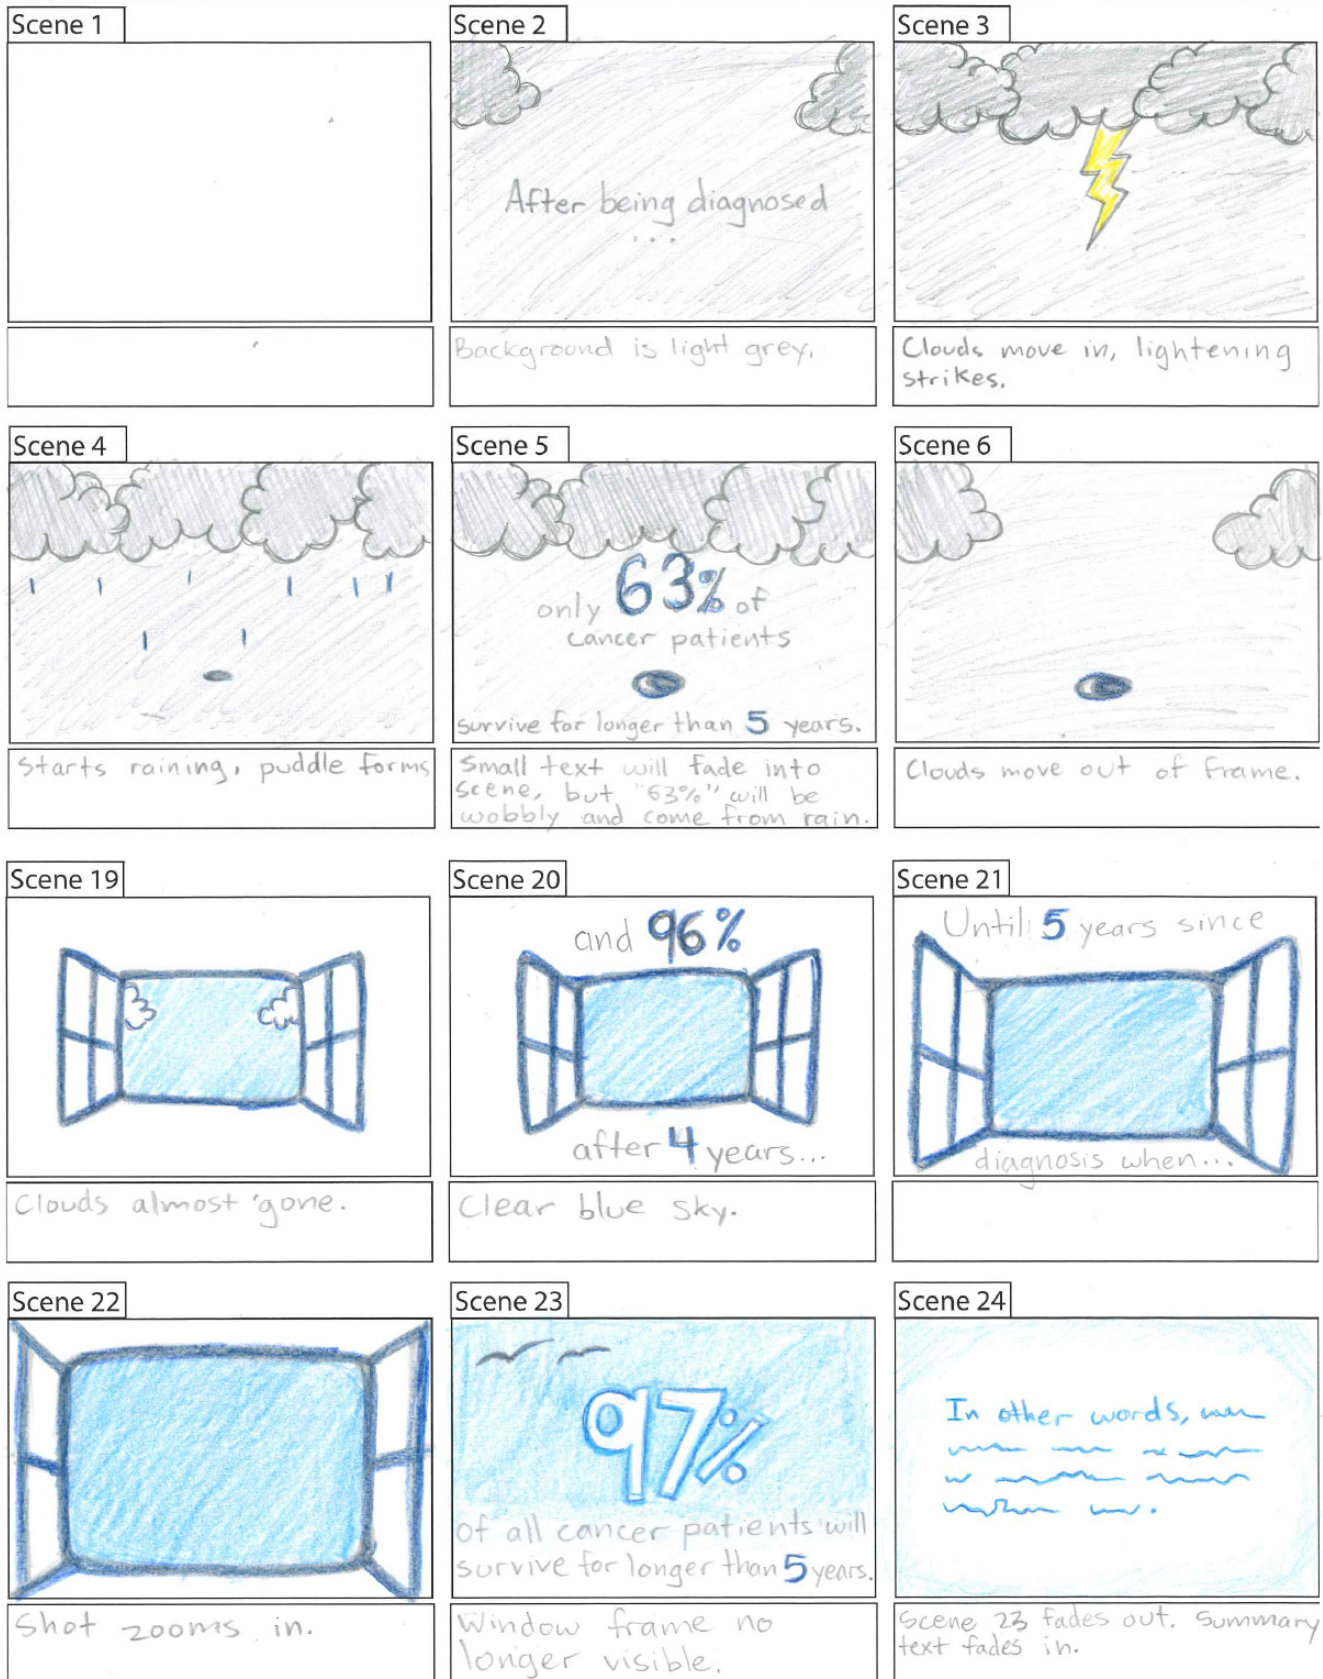 Scene 1
Scene 2
After being diagnosed
...
Background is light grey.
Scene 3
Clouds move in, lightening
strikes.
Scene 4
Starts raining, puddle forms
Scene 5
only 63% of
cancer patients
survive for longer than 5 years.
Small text will fade into
scene, but "63%" will be
wobbly and come from rain.
Scene 6
Clouds move out of frame.
Scene 19
Clouds almost gone.
Scene 20
and 96%
after 4 years...
Clear blue sky.
Scene 21
Until 5 years since
diagnosis when...
Scene 22
Shot zooms in.
Scene 23
97%
of all cancer patients will
survive for longer than 5 years.
Window frame no
longer visible.
Scene 24
In other words,
Scene 23 fades out. Summary
text fades in.